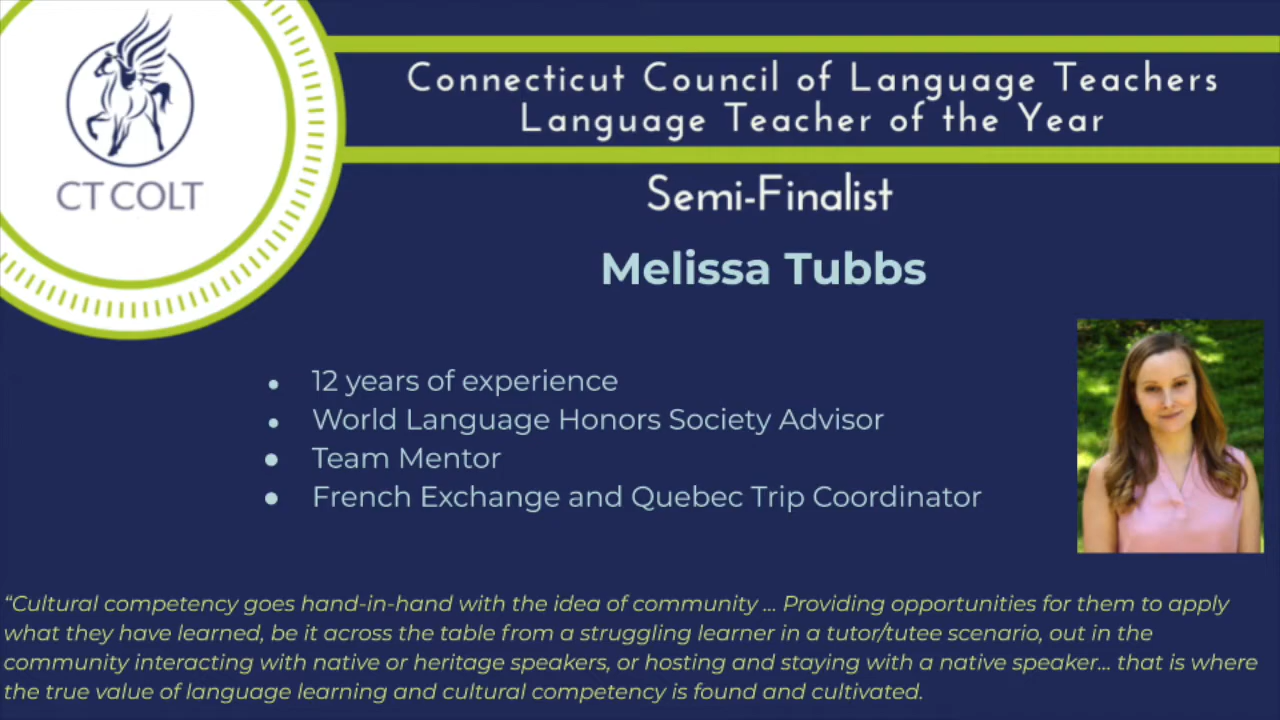 CT COLT
Connecticut Council of Language Teachers
Language Teacher of the Year
Semi-Finalist
Melissa Tubbs
● 12 years of experience
● World Language Honors Society Advisor
● Team Mentor
● French Exchange and Quebec Trip Coordinator
“Cultural competency goes hand-in-hand with the idea of community ... Providing opportunities for them to apply
what they have learned, be it across the table from a struggling learner in a tutor/tutee scenario, out in the
community interacting with native or heritage speakers, or hosting and staying with a native speaker... that is where
the true value of language learning and cultural competency is found and cultivated.